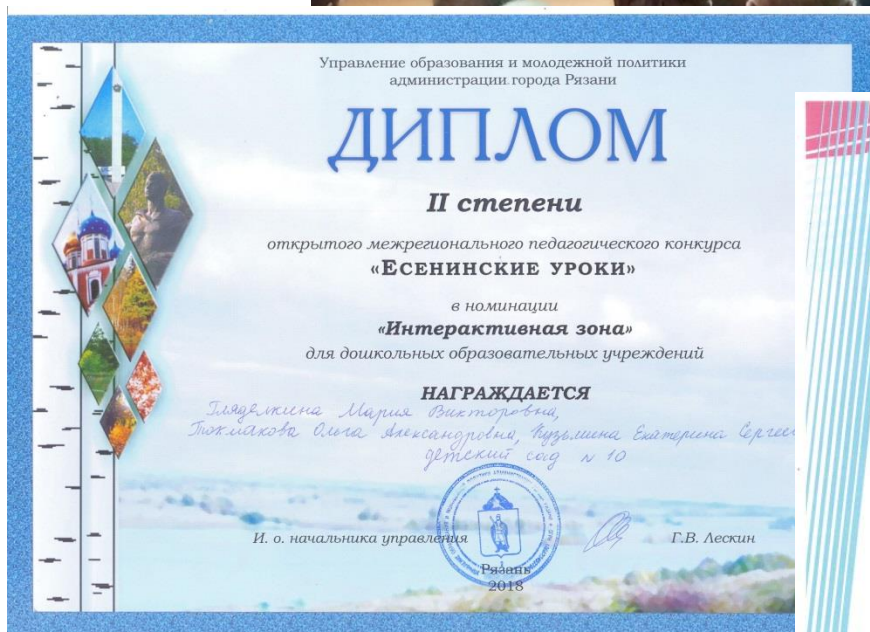 Управление образования и молодежной политики
администрации города Рязани
ДИПЛОМ
II степени
открытого межрегионального педагогического конкурса
«ЕСЕНИНСКИЕ УРОКИ»
в номинации
«Интерактивная зона»
для дошкольных образовательных учреждений
НАГРАЖДАЕТСЯ
Гляделкина Мария Викторовна,
Токмакова Ольга Александровна, Кузьмина Екатерина
детский сад № 10
И. о. начальника управления
Г.В. Лескин
Рязань
2018